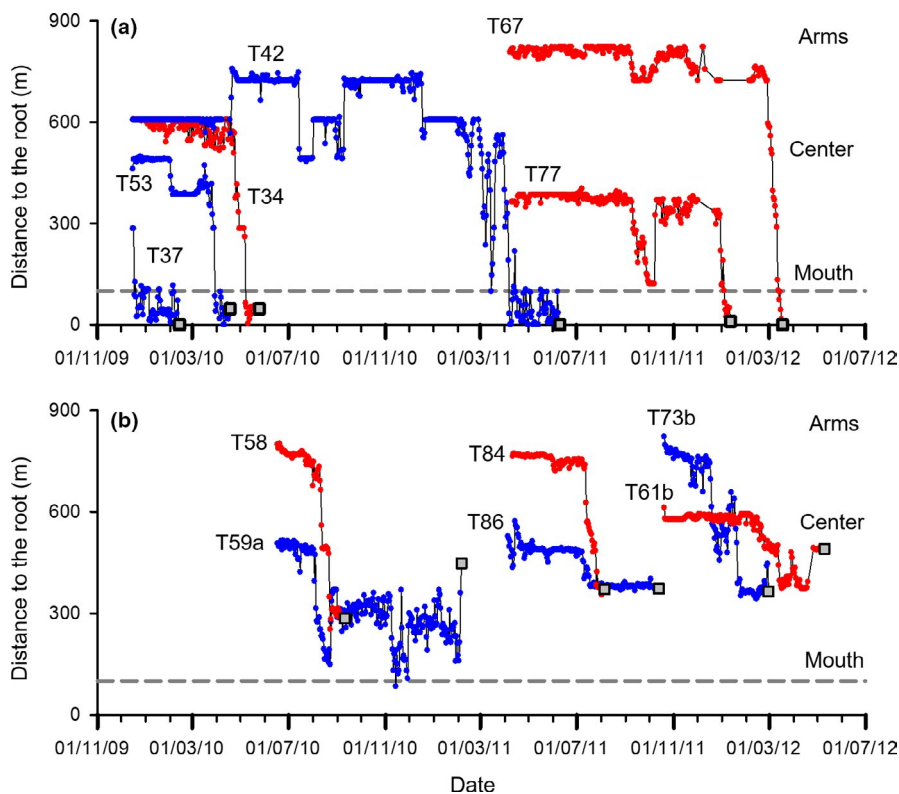 (a)
Distance to the root (m)
900
600
300
0
T42
T67
Arms
Center
T53
T34
T77
T37
Mouth
01/11/09 01/03/10 01/07/10 01/11/10 01/03/11 01/07/11 01/11/11 01/03/12 01/07/12
(b)
Distance to the root (m)
900
600
300
0
T73b
Arms
T58
T84
T61b
T86
Center
T59a
Mouth
01/11/09 01/03/10 01/07/10 01/11/10 01/03/11 01/07/11 01/11/11 01/03/12 01/07/12
Date